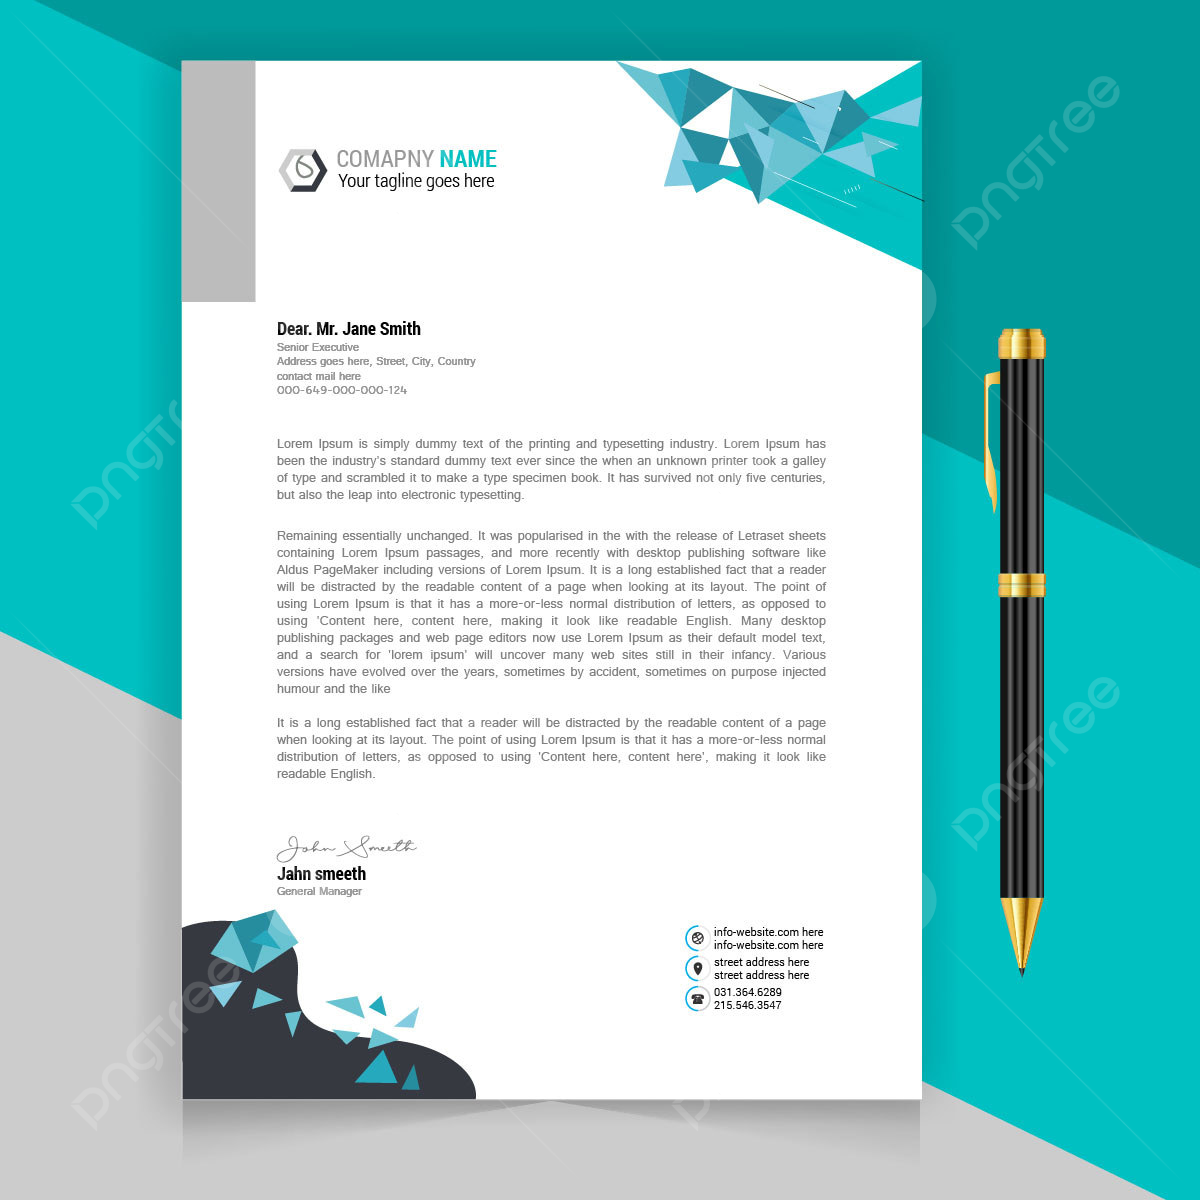 COMAPNY NAME
Your tagline goes here
Dear. Mr. Jane Smith
Senior Executive
Address goes here, Street, City, Country
contact mail here
000-649-000-000-124
Lorem Ipsum is simply dummy text of the printing and typesetting industry. Lorem Ipsum has
been the industry's standard dummy text ever since the when an unknown printer took a galley
of type and scrambled it to make a type specimen book. It has survived not only five centuries,
but also the leap into electronic typesetting.
Remaining essentially unchanged. It was popularised in the with the release of Letraset sheets
containing Lorem Ipsum passages, and more recently with desktop publishing software like
Aldus PageMaker including versions of Lorem Ipsum. It is a long established fact that a reader
will be distracted by the readable content of a page when looking at its layout. The point of
using Lorem Ipsum is that it has a more-or-less normal distribution of letters, as opposed to
using 'Content here, content here, making it look like readable English. Many desktop
publishing packages and web page editors now use Lorem Ipsum as their default model text,
and a search for 'lorem ipsum' will uncover many web sites still in their infancy. Various
versions have evolved over the years, sometimes by accident, sometimes on purpose injected
humour and the like
It is a long established fact that a reader will be distracted by the readable content of a page
when looking at its layout. The point of using Lorem Ipsum is that it has a more-or-less normal
distribution of letters, as opposed to using 'Content here, content here', making it look like
readable English.
John Smeeth
Jahn smeeth
General Manager
info-website.com here
info-website.com here
street address here
street address here
031.364.6289
215.546.3547
pngtree
pngtree
pngtree
pngtree